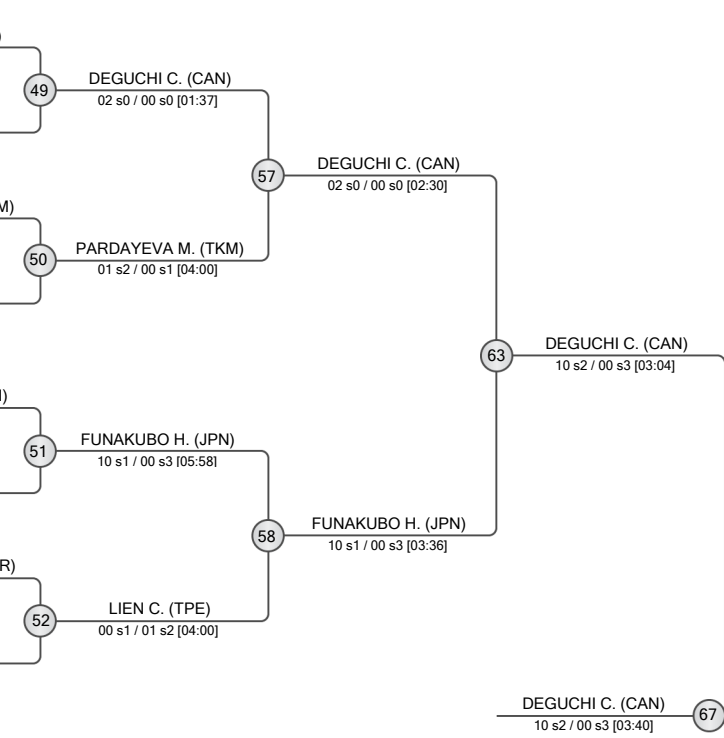 )
49
DEGUCHI C. (CAN)
02 s0 / 00 s0 [01:37]
57
DEGUCHI C. (CAN)
02 s0 / 00 s0 [02:30]
M)
50
PARDAYEVA M. (TKM)
01 s2 / 00 s1 [04:00]
63
DEGUCHI C. (CAN)
10 s2 / 00 s3 [03:04]
)
51
FUNAKUBO H. (JPN)
10 s1 / 00 s3 [05:58]
58
FUNAKUBO H. (JPN)
10 s1 / 00 s3 [03:36]
R)
52
LIEN C. (TPE)
00 s1 / 01 s2 [04:00]
DEGUCHI C. (CAN)
10 s2 / 00 s3 [03:40]
67